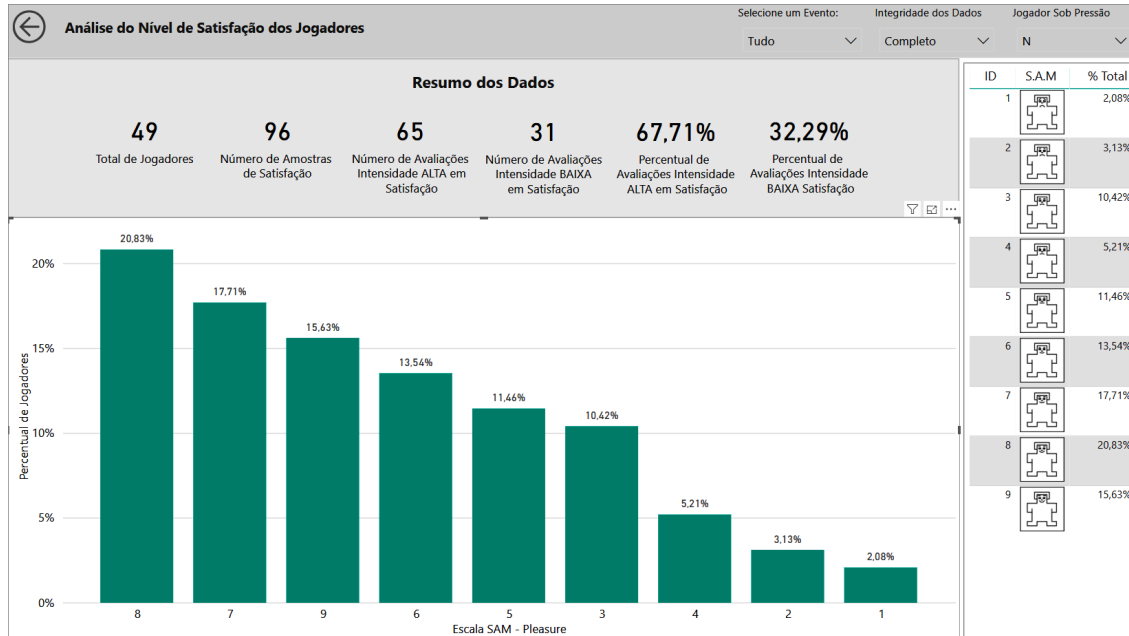 Análise do Nível de Satisfação dos Jogadores
Selecione um Evento:
Tudo
Integridade dos Dados
Completo
Jogador Sob Pressão
N
Resumo dos Dados
49
Total de Jogadores
96
Número de Amostras
de Satisfação
65
Número de Avaliações
Intensidade ALTA em
Satisfação
31
Número de Avaliações
Intensidade BAIXA
em Satisfação
67,71%
Percentual de
Avaliações Intensidade
ALTA em Satisfação
32,29%
Percentual de
Avaliações Intensidade
BAIXA Satisfação
Percentual de Jogadores
20%
15%
10%
5%
0%
20,83%
17,71%
15,63%
13,54%
11,46%
10,42%
5,21%
3,13%
2,08%
8 7 9 6 5 3 4 2 1
Escala SAM - Pleasure
ID S.A.M % Total
1 2,08%
2 3,13%
3 10,42%
4 5,21%
5 11,46%
6 13,54%
7 17,71%
8 20,83%
9 15,63%